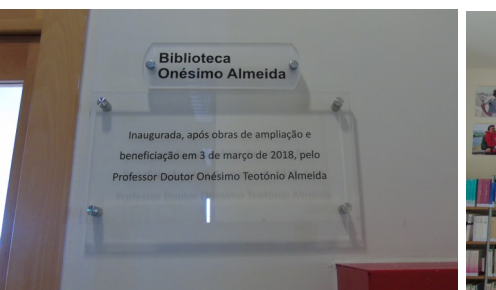 Biblioteca
Onésimo Almeida
Inaugurada, após obras de ampliação e
beneficiação em 3 de março de 2018, pelo
Professor Doutor Onésimo Teotónio Almeida